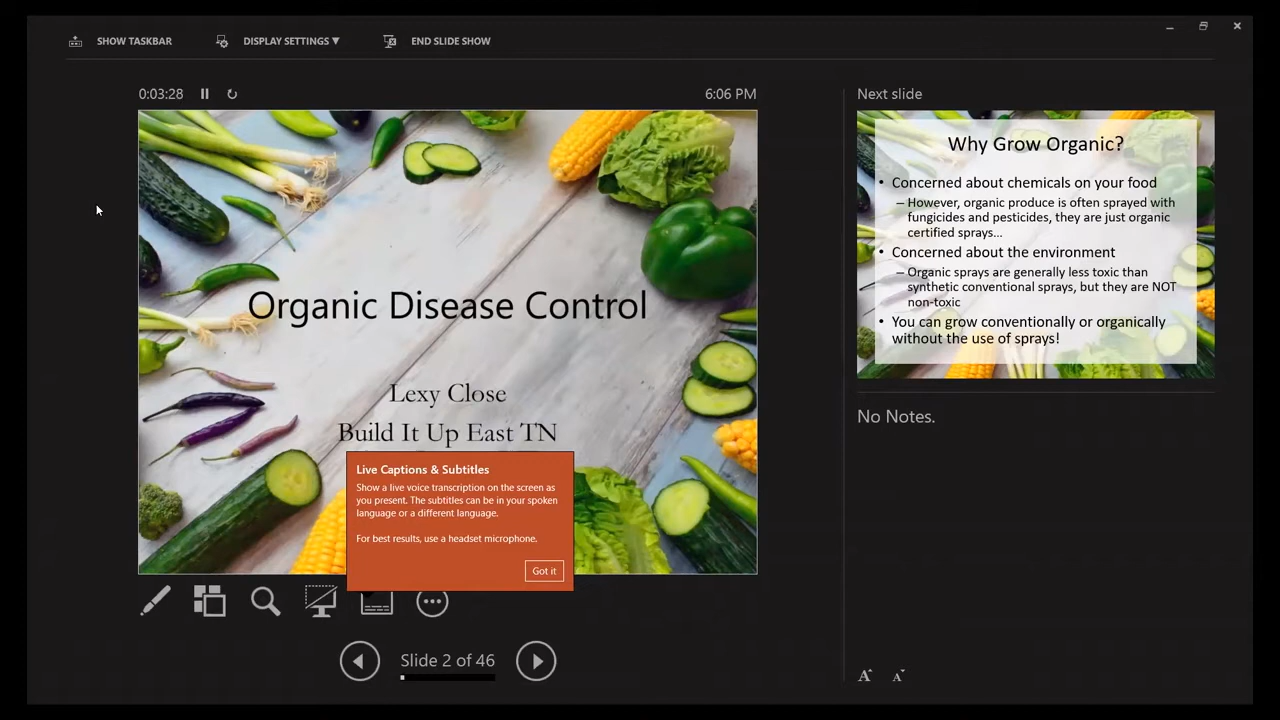 SHOW TASKBAR
DISPLAY SETTINGS ▼
END SLIDE SHOW
0:03:28
6:06 PM
Organic Disease Control
Lexy Close
Build It Up East TN
Live Captions & Subtitles
Show a live voice transcription on the screen as
you present. The subtitles can be in your spoken
language or a different language.
For best results, use a headset microphone.
Got it
Slide 2 of 46
Next slide
Why Grow Organic?
• Concerned about chemicals on your food
– However, organic produce is often sprayed with
fungicides and pesticides, they are just organic
certified sprays...
• Concerned about the environment
– Organic sprays are generally less toxic than
synthetic conventional sprays, but they are NOT
non-toxic
• You can grow conventionally or organically
without the use of sprays!
No Notes.
A A